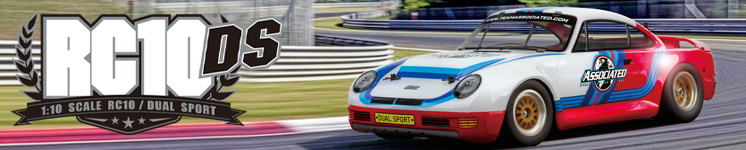 RC10DS
1:10 SCALE RC10 / DUAL SPORT
WWW.TEAMASSOCIATED.COM
ASSOCIATED
DUAL SPORT